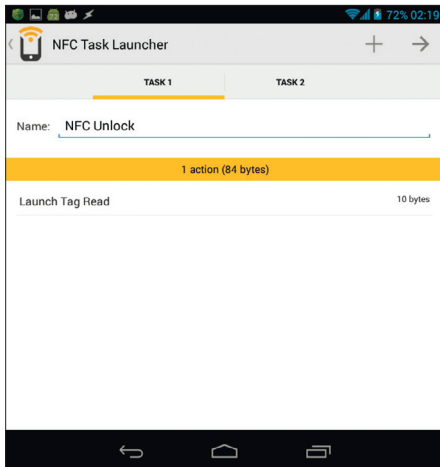 72% 02:19
NFC Task Launcher
TASK 1 TASK 2
Name: NFC Unlock
1 action (84 bytes)
Launch Tag Read 10 bytes